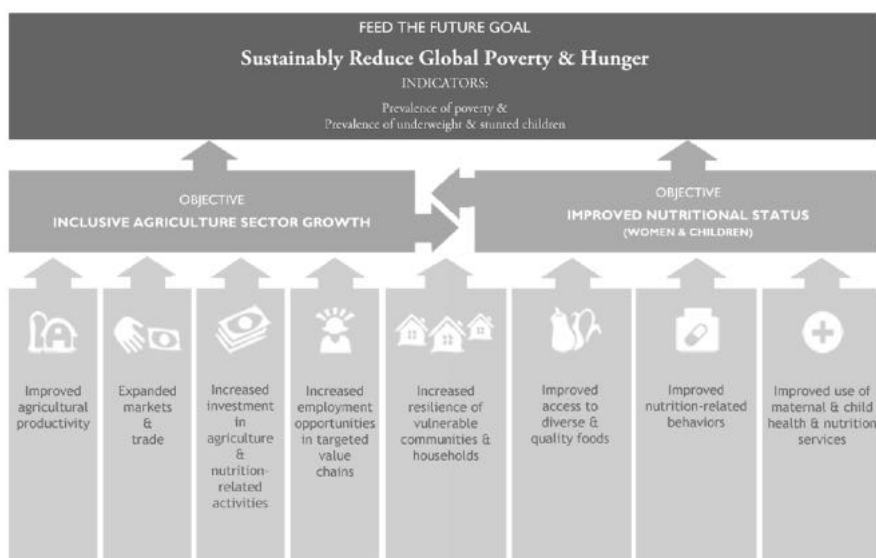 FEED THE FUTURE GOAL
Sustainably Reduce Global Poverty & Hunger
INDICATORS:
Prevalence of poverty &
Prevalence of underweight & stunted children
OBJECTIVE
INCLUSIVE AGRICULTURE SECTOR GROWTH
OBJECTIVE
IMPROVED NUTRITIONAL STATUS
(WOMEN & CHILDREN)
Improved
agricultural
productivity
Expanded
markets
&
trade
Increased
investment
in
agriculture
&
nutrition-
related
activities
Increased
employment
opportunities
in targeted
value
chains
Increased
resilience of
vulnerable
communities &
households
Improved
access to
diverse &
quality foods
Improved
nutrition-related
behaviors
Improved use of
maternal & child
health & nutrition
services